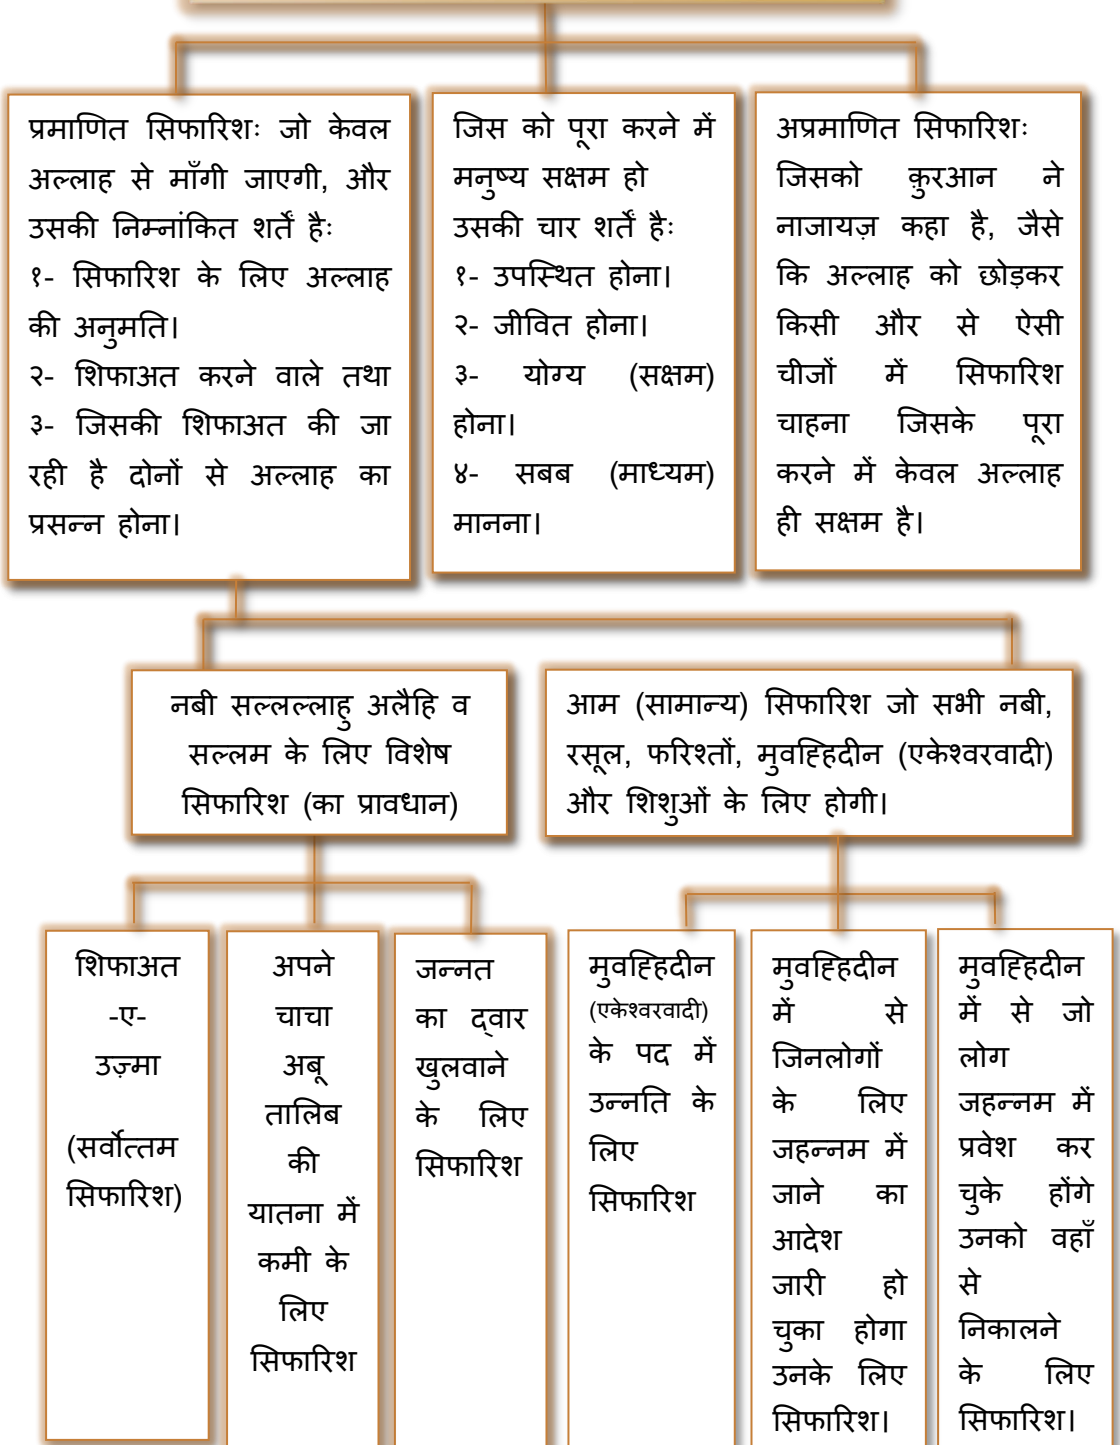 प्रमाणित सिफारिशः जो केवल
अल्लाह से माँगी जाएगी, और
उसकी निम्नांकित शर्तें हैः
१- सिफारिश के लिए अल्लाह
की अनुमति।
२- शिफाअत करने वाले तथा
३- जिसकी शिफाअत की जा
रही है दोनों से अल्लाह का
प्रसन्न होना।
जिस को पूरा करने में
मनुष्य सक्षम हो
उसकी चार शर्तें हैः
१- उपस्थित होना।
२- जीवित होना।
३- योग्य (सक्षम)
होना।
४- सबब (माध्यम)
मानना।
अप्रमाणित सिफारिशः
जिसको क़ुरआन ने
नाजायज़ कहा है, जैसे
कि अल्लाह को छोड़कर
किसी और से ऐसी
चीजों में सिफारिश
चाहना जिसके पूरा
करने में केवल अल्लाह
ही सक्षम है।
नबी सल्लल्लाहु अलैहि व
सल्लम के लिए विशेष
सिफारिश (का प्रावधान)
आम (सामान्य) सिफारिश जो सभी नबी,
रसूल, फरिश्तों, मुवह्हिदीन (एकेश्वरवादी)
और शिशुओं के लिए होगी।
शिफाअत
-ए-
उज़्मा
(सर्वोत्तम
सिफारिश)
अपने
चाचा
अबू
तालिब
की
यातना में
कमी के
लिए
सिफारिश
जन्नत
का द्वार
खुलवाने
के लिए
सिफारिश
मुवह्हिदीन
(एकेश्वरवादी)
के पद में
उन्नति के
लिए
सिफारिश
मुवह्हिदीन
में से
जिनलोगों
के लिए
जहन्नम में
जाने का
आदेश
जारी हो
चुका होगा
उनके लिए
सिफारिश।
मुवह्हिदीन
में से जो
लोग
जहन्नम में
प्रवेश कर
चुके होंगे
उनको वहाँ
से
निकालने
के लिए
सिफारिश।